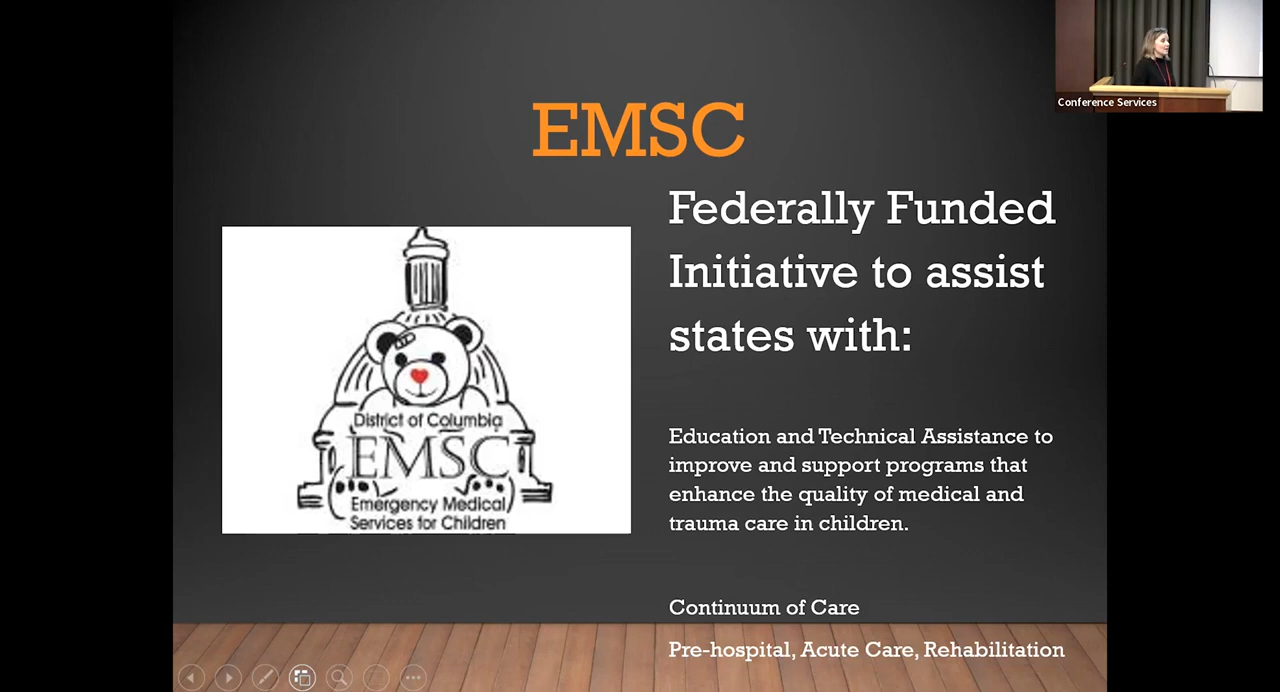 Conference Services
EMSC
Federally Funded
Initiative to assist
states with:
District of Columbia
EMSC
Emergency Medical
Services for Children
Education and Technical Assistance to
improve and support programs that
enhance the quality of medical and
trauma care in children.
Continuum of Care
Pre-hospital, Acute Care, Rehabilitation